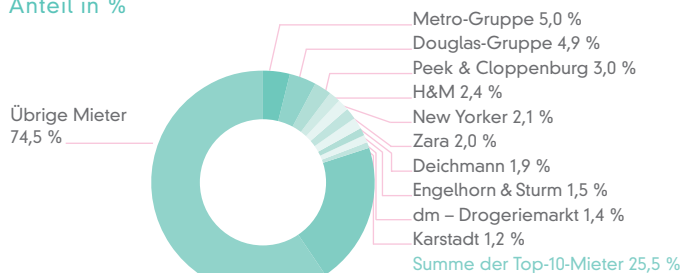 Anteil in %
Metro-Gruppe 5,0 %
Douglas-Gruppe 4,9 %
Peek & Cloppenburg 3,0 %
H&M 2,4 %
New Yorker 2,1 %
Zara 2,0 %
Deichmann 1,9 %
Engelhorn & Sturm 1,5 %
dm – Drogeriemarkt 1,4 %
Karstadt 1,2 %
Summe der Top-10-Mieter 25,5 %
Übrige Mieter
74,5 %